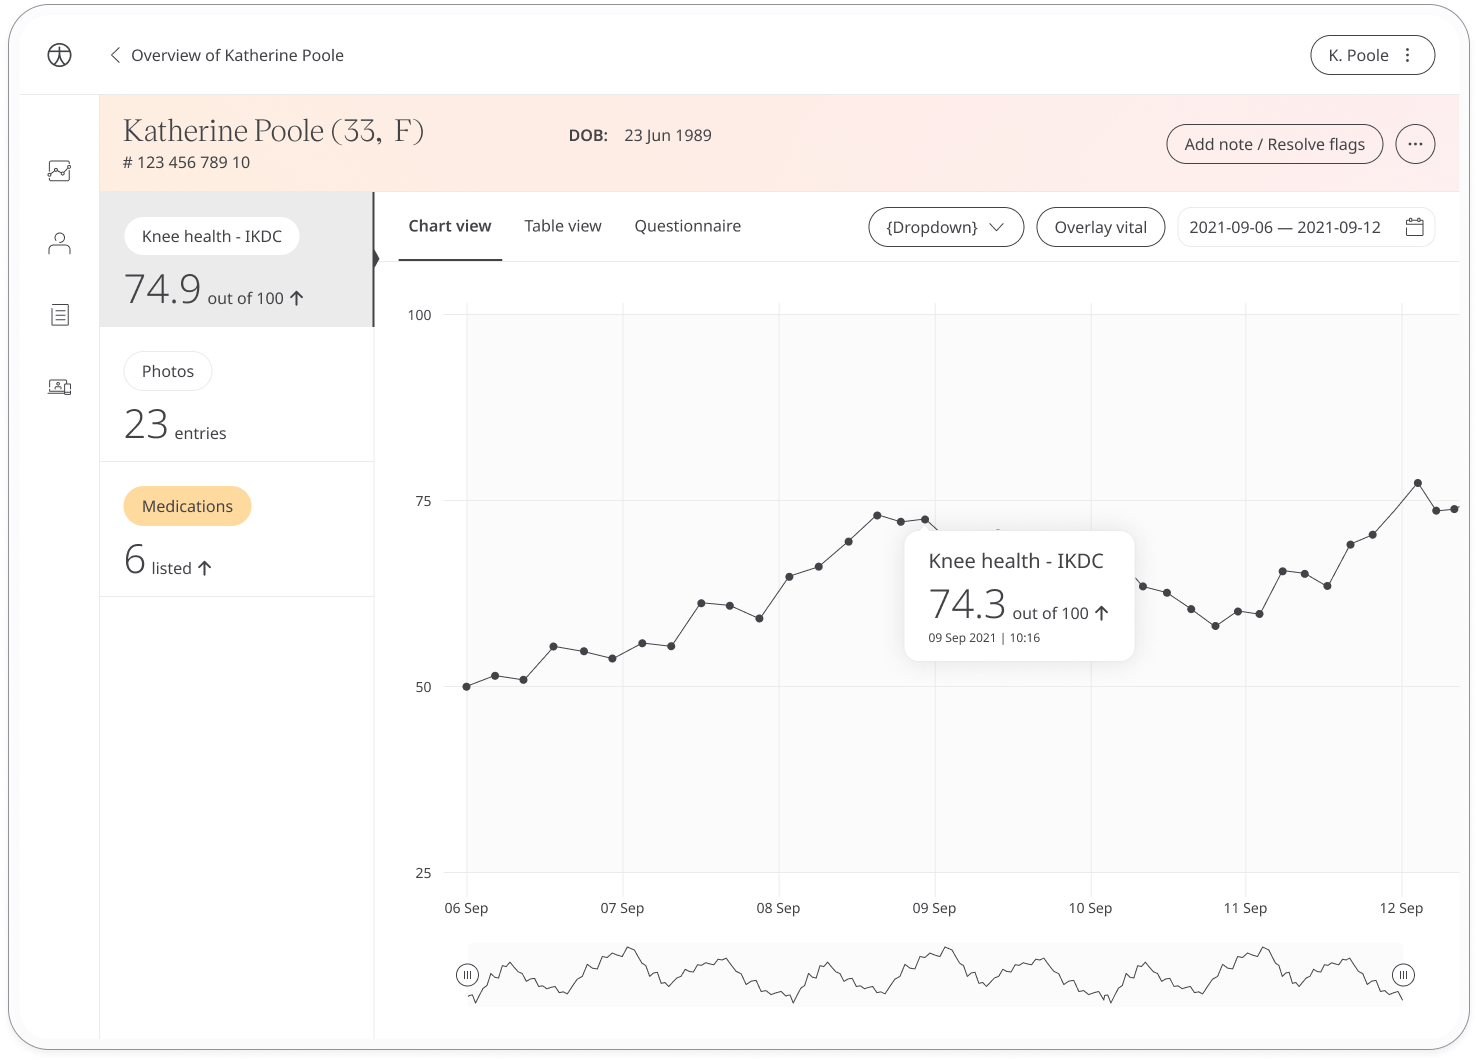 Overview of Katherine Poole
K. Poole
Katherine Poole (33, F)
DOB: 23 Jun 1989
# 123 456 789 10
Add note / Resolve flags
Knee health - IKDC
74.9 out of 100
Photos
23 entries
Medications
6 listed
Chart view
Table view
Questionnaire
{Dropdown}
Overlay vital
2021-09-06 — 2021-09-12
100
75
50
25
Knee health - IKDC
74.3 out of 100
09 Sep 2021 | 10:16
06 Sep
07 Sep
08 Sep
09 Sep
10 Sep
11 Sep
12 Sep